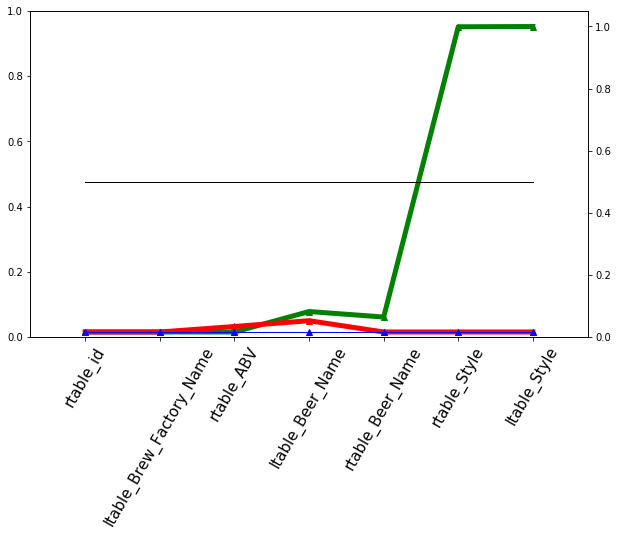 1.0
0.8
0.6
0.4
0.2
0.0
1.0
0.8
0.6
0.4
0.2
0.0
rtable_id
ltable_Brew_Factory_Name
rtable_ABV
ltable_Beer_Name
rtable_Beer_Name
rtable_Style
ltable_Style